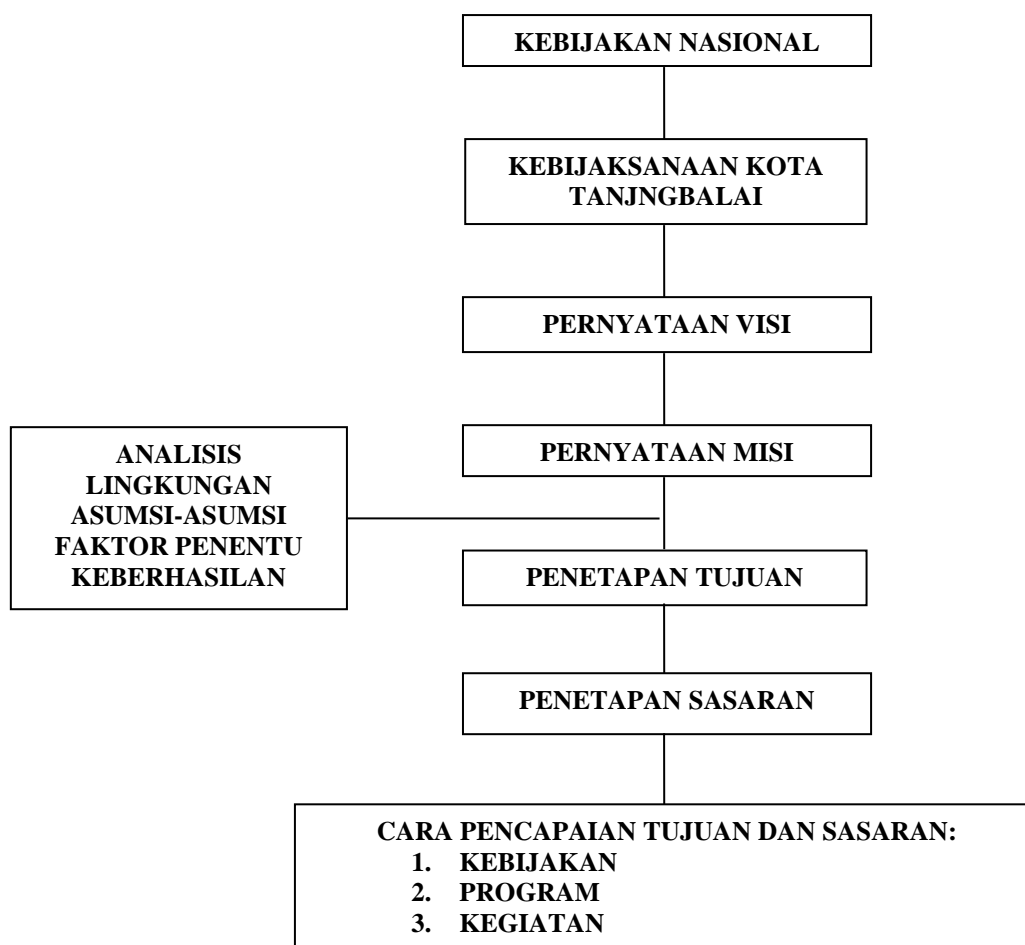 KEBIJAKAN NASIONAL
KEBIJAKSANAAN KOTA
TANJNGBALAI
PERNYATAAN VISI
PERNYATAAN MISI
ANALISIS
LINGKUNGAN
ASUMSI-ASUMSI
FAKTOR PENENTU
KEBERHASILAN
PENETAPAN TUJUAN
PENETAPAN SASARAN
CARA PENCAPAIAN TUJUAN DAN SASARAN:
1. KEBIJAKAN
2. PROGRAM
3. KEGIATAN